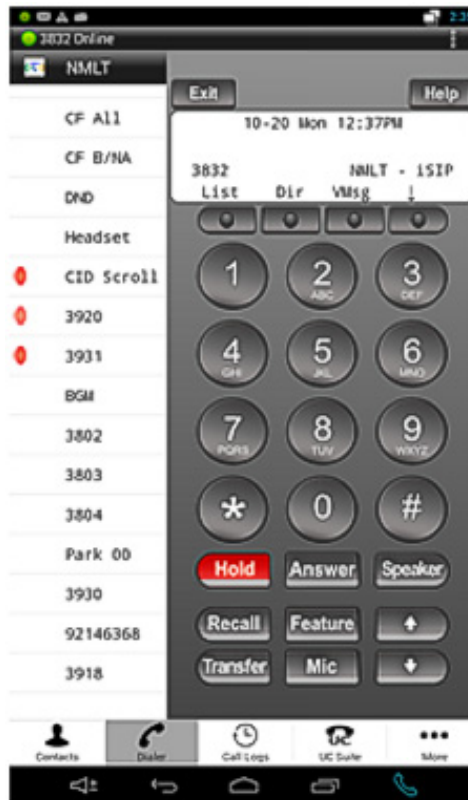 3832 Online
NMLT
Exit
Help
10-20 Mon 12:37PM
3832 NMLT - iSIP
List Dir VMsg ↓
CF All
CF B/NA
DND
Headset
CID Scroll
3920
3931
BGM
3802
3803
3804
Park 00
3930
92146368
3918
1
2
ABC
3
DEF
4
GHI
5
JKL
6
MNO
7
PQRS
8
TUV
9
WXYZ
*
0
#
Hold Answer Speaker
Recall Feature
Transfer Mic
Contacts Dialer Call Logs UC Suite More